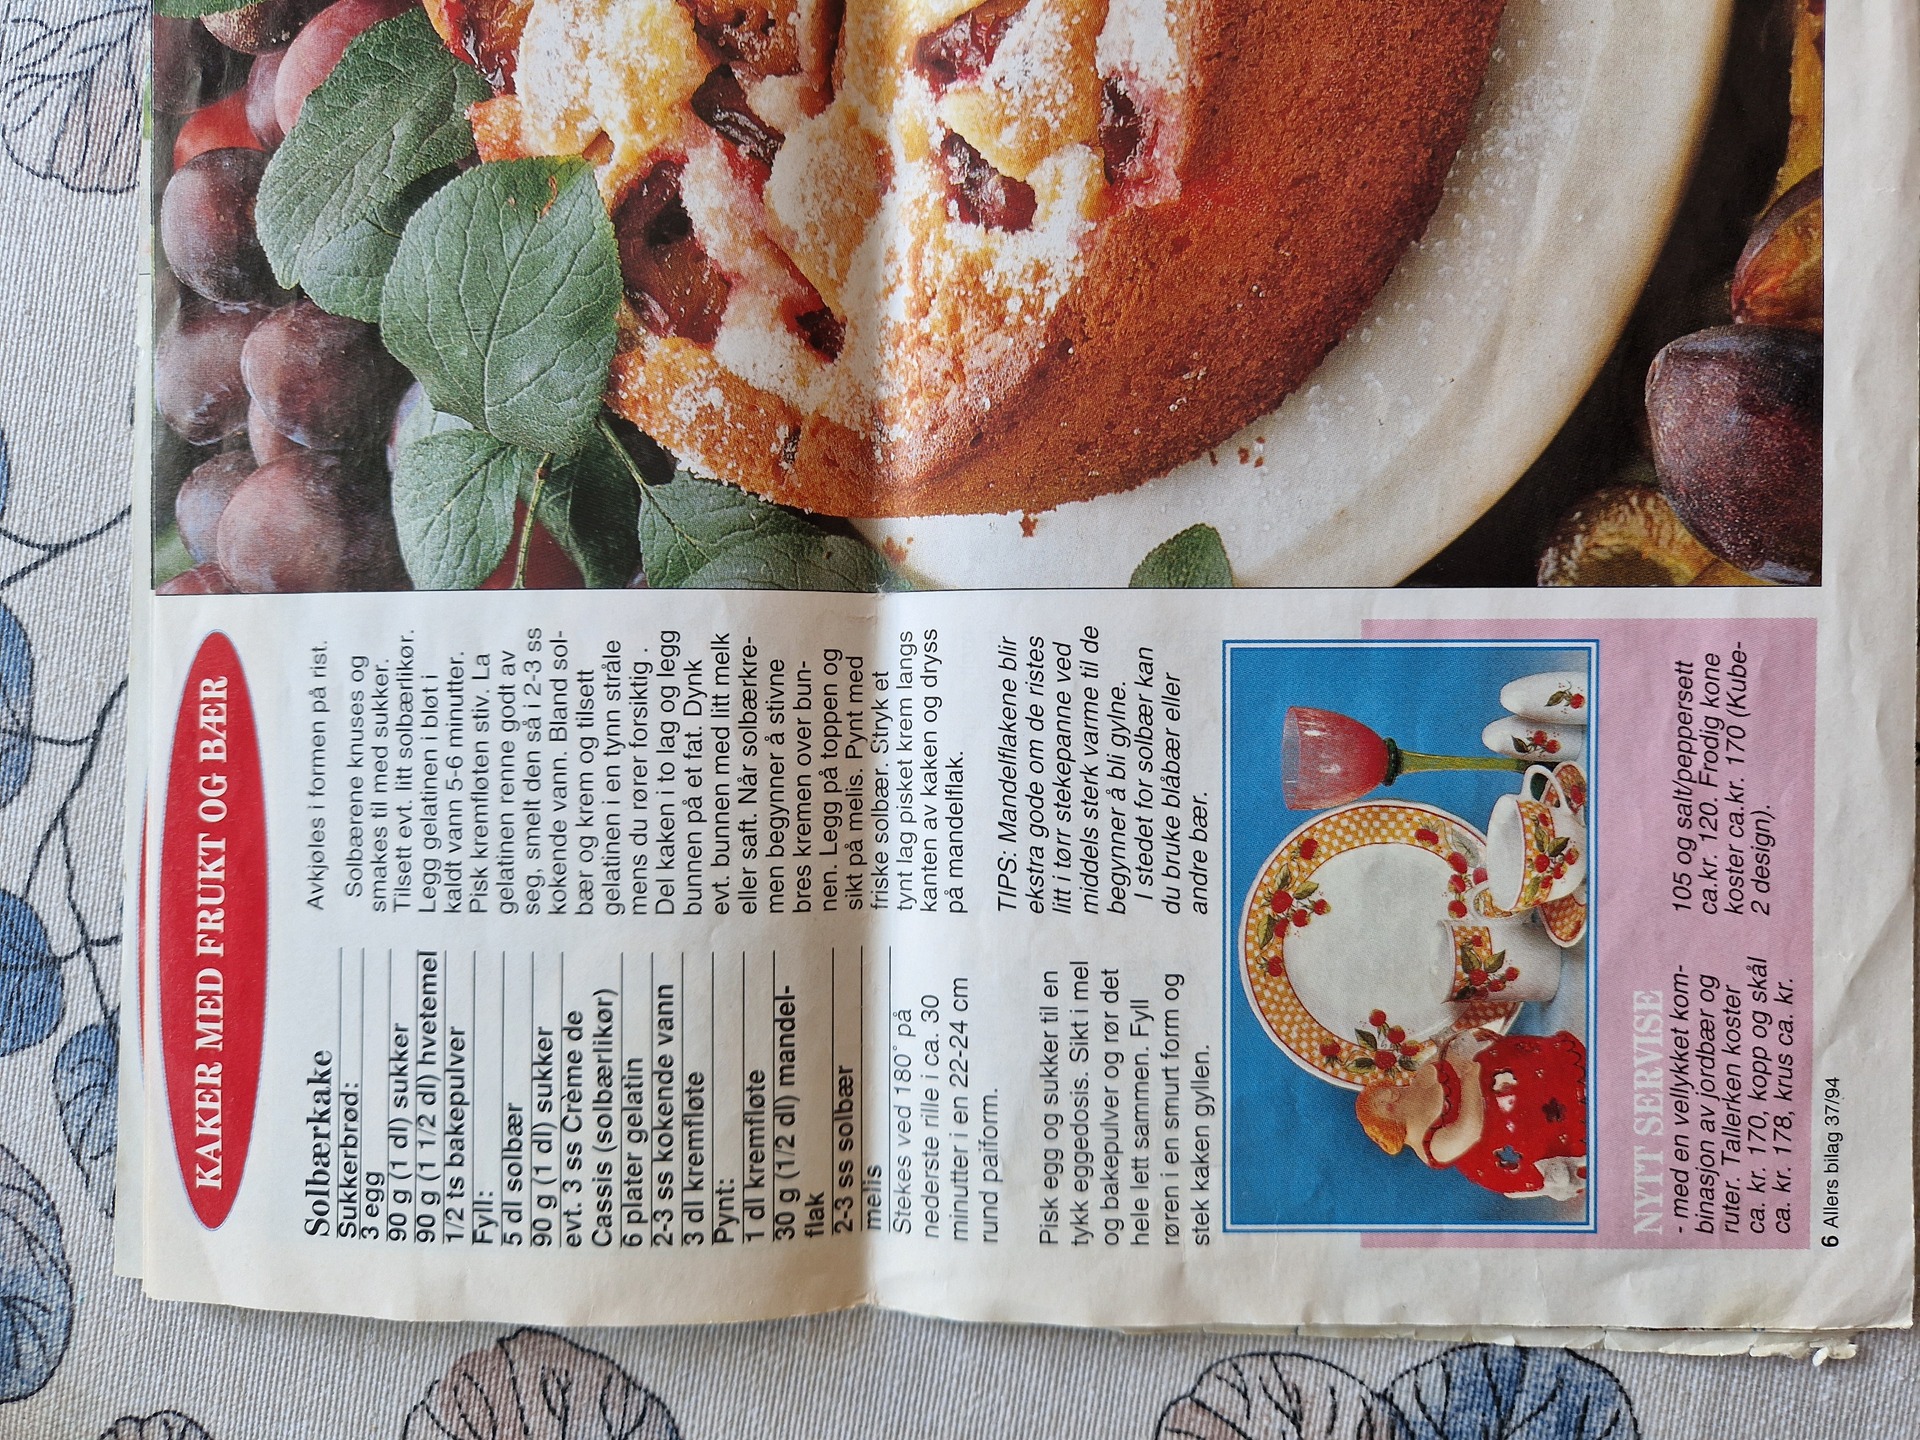 KAKER MED FRUKT OG BÆR
Solbærkake
Sukkerbrød:
3 egg
90 g (1 dl) sukker
90 g (1 1/2 dl) hvetemel
1/2 ts bakepulver
Fyll:
5 dl solbær
90 g (1 dl) sukker
evt. 3 ss Crème de
Cassis (solbærlikør)
6 plater gelatin
2-3 ss kokende vann
3 dl kremfløte
Pynt:
1 dl kremfløte
30 g (1/2 dl) mandel-
flak
2-3 ss solbær
melis
Stekes ved 180° på
nederste rille i ca. 30
minutter i en 22-24 cm
rund paiform.
Pisk egg og sukker til en
tykk eggedosis. Sikt i mel
og bakepulver og rør det
hele lett sammen. Fyll
røren i en smurt form og
stek kaken gyllen.
Avkjøles i formen på rist.
Solbærene knuses og
smakes til med sukker.
Tilsett evt. litt solbærlikør.
Legg gelatinen i bløt i
kaldt vann 5-6 minutter.
Pisk kremfløten stiv. La
gelatinen renne godt av
seg, smelt den så i 2-3 ss
kokende vann. Bland sol-
bær og krem og tilsett
gelatinen i en tynn stråle
mens du rører forsiktig .
Del kaken i to lag og legg
bunnen på et fat. Dynk
evt. bunnen med litt melk
eller saft. Når solbærkre-
men begynner å stivne
bres kremen over bun-
nen. Legg på toppen og
sikt på melis. Pynt med
friske solbær. Stryk et
tynt lag pisket krem langs
kanten av kaken og dryss
på mandelflak.
TIPS: Mandelflakene blir
ekstra gode om de ristes
litt i tørr stekepanne ved
middels sterk varme til de
begynner å bli gylne.
I stedet for solbær kan
du bruke blåbær eller
andre bær.
NYTT SERVISE
- med en vellykket kom-
binasjon av jordbær og
ruter. Tallerken koster
ca. kr. 170, kopp og skål
ca. kr. 178, krus ca. kr.
105 og salt/peppersett
ca.kr. 120. Frodig kone
koster ca.kr. 170 (Kube-
2 design).
6 Allers bilag 37/94